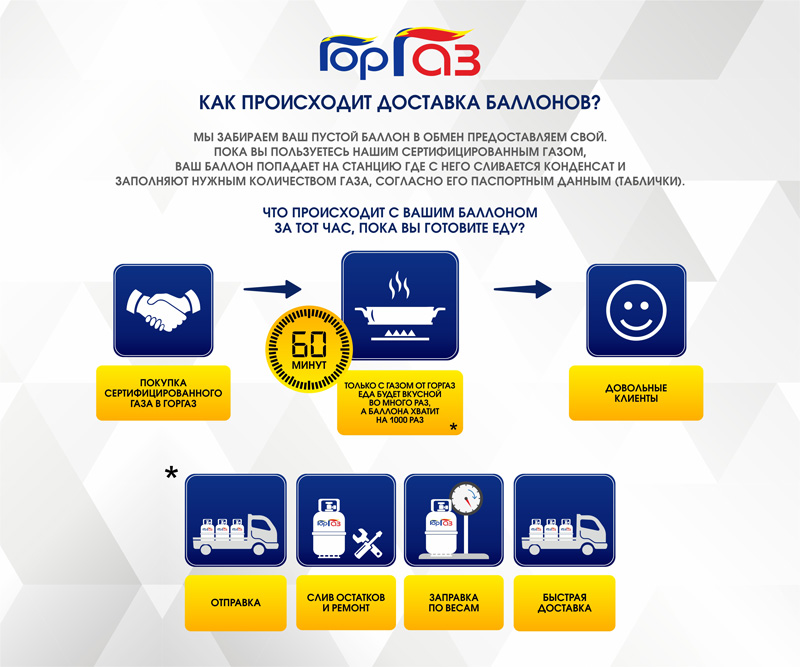 ГорГаз
КАК ПРОИСХОДИТ ДОСТАВКА БАЛЛОНОВ?
МЫ ЗАБИРАЕМ ВАШ ПУСТОЙ БАЛЛОН В ОБМЕН ПРЕДОСТАВЛЯЕМ СВОЙ.
ПОКА ВЫ ПОЛЬЗУЕТЕСЬ НАШИМ СЕРТИФИЦИРОВАННЫМ ГАЗОМ,
ВАШ БАЛЛОН ПОПАДАЕТ НА СТАНЦИЮ ГДЕ С НЕГО СЛИВАЕТСЯ КОНДЕНСАТ И
ЗАПОЛНЯЮТ НУЖНЫМ КОЛИЧЕСТВОМ ГАЗА, СОГЛАСНО ЕГО ПАСПОРТНЫМ ДАННЫМ (ТАБЛИЧКИ).
ЧТО ПРОИСХОДИТ С ВАШИМ БАЛЛОНОМ
ЗА ТОТ ЧАС, ПОКА ВЫ ГОТОВИТЕ ЕДУ?
60
МИНУТ
ПОКУПКА
СЕРТИФИЦИРОВАННОГО
ГАЗА В ГОРГАЗ
ТОЛЬКО С ГАЗОМ ОТ ГОРГАЗ
ЕДА БУДЕТ ВКУСНОЙ
ВО МНОГО РАЗ,
А БАЛЛОНА ХВАТИТ
НА 1000 РАЗ
*
ДОВОЛЬНЫЕ
КЛИЕНТЫ
*
ГорГаз
ГорГаз
ОТПРАВКА
СЛИВ ОСТАТКОВ
И РЕМОНТ
ЗАПРАВКА
ПО ВЕСАМ
БЫСТРАЯ
ДОСТАВКА